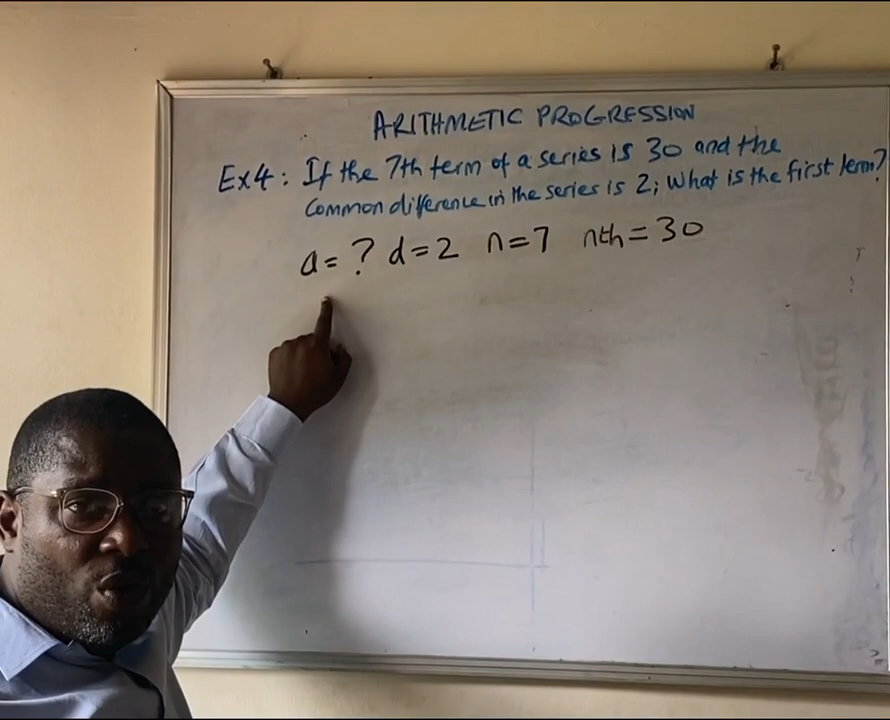 ARITHMETIC PROGRESSION
Ex4: If the 7th term of a series is 30 and the
Common difference in the series is 2; What is the first term?
a = ? d = 2 n = 7 nth = 30